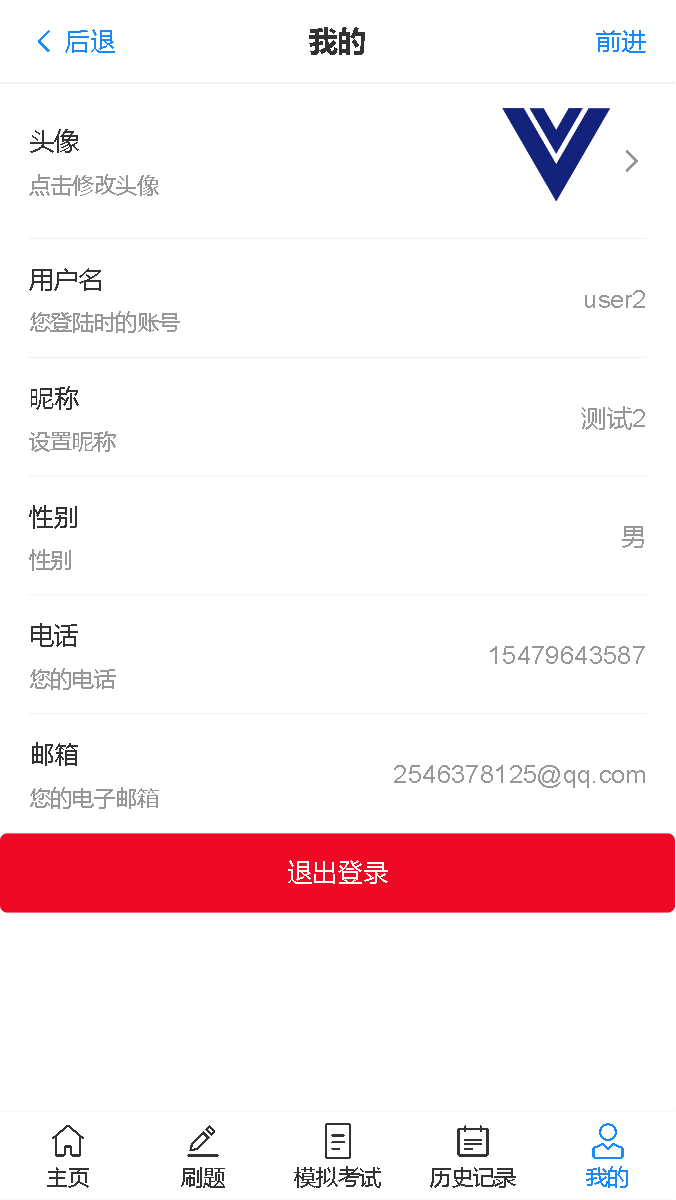 后退 我的 前进
头像
点击修改头像
用户名
user2
您登陆时的账号
昵称
测试2
设置昵称
性别
男
性别
电话
15479643587
您的电话
邮箱
2546378125@qq.com
您的电子邮箱
退出登录
主页 刷题 模拟考试 历史记录 我的